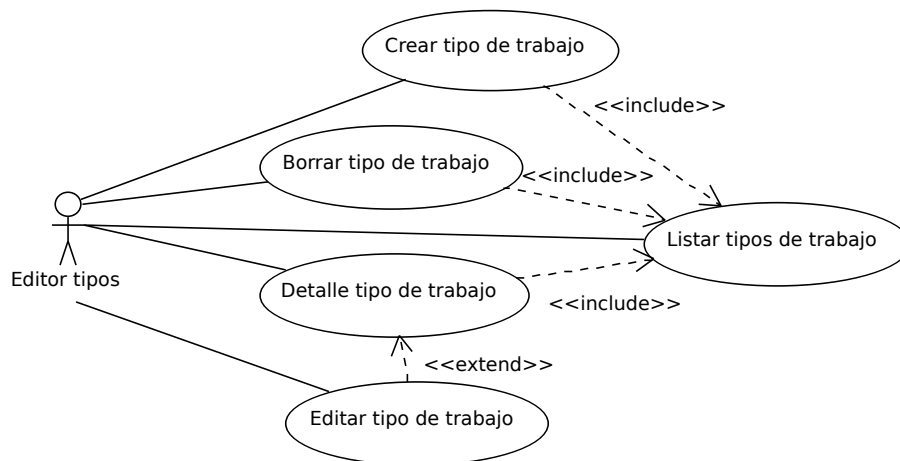 Crear tipo de trabajo
<<include>>
Borrar tipo de trabajo
<<include>>
Listar tipos de trabajo
Editor tipos
Detalle tipo de trabajo
<<include>>
<<extend>>
Editar tipo de trabajo